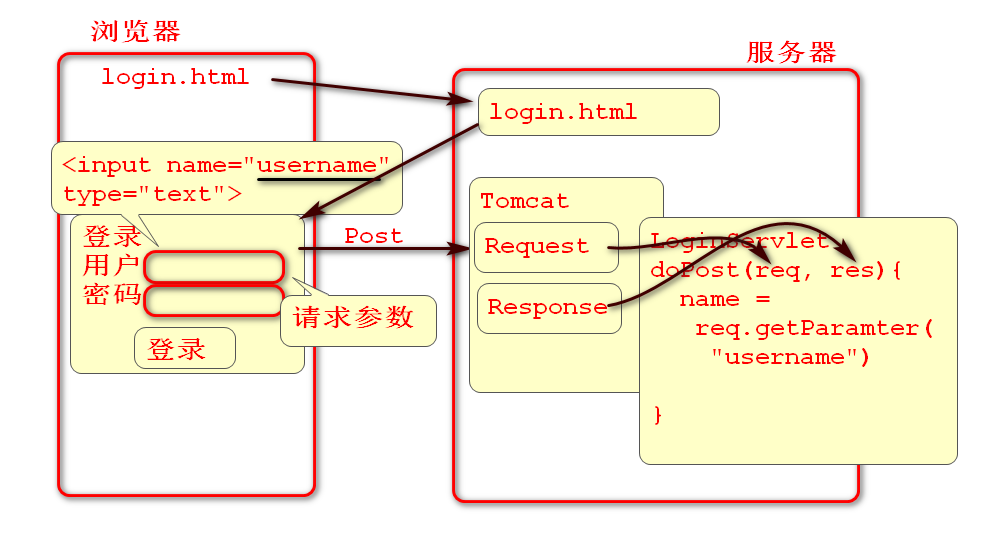 浏览器
login.html
<input name="username"
type="text">
登录
用户
密码
登录
Post
请求参数
服务器
login.html
Tomcat
Request
Response
LoginServlet
doPost(req, res){
name =
req.getParamter(
"username")
}